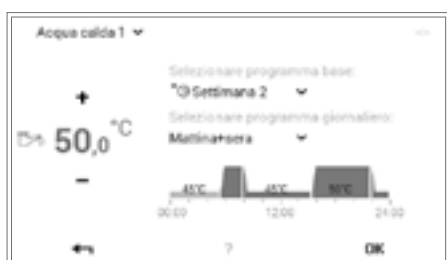 Acqua calda 1
Selezionare programma base:
Settimana 2
+
50,0 °C
Selezionare programma giornaliero:
Mattina+sera
−
45°C 45°C 50°C
00:00 12:00 24:00
? OK